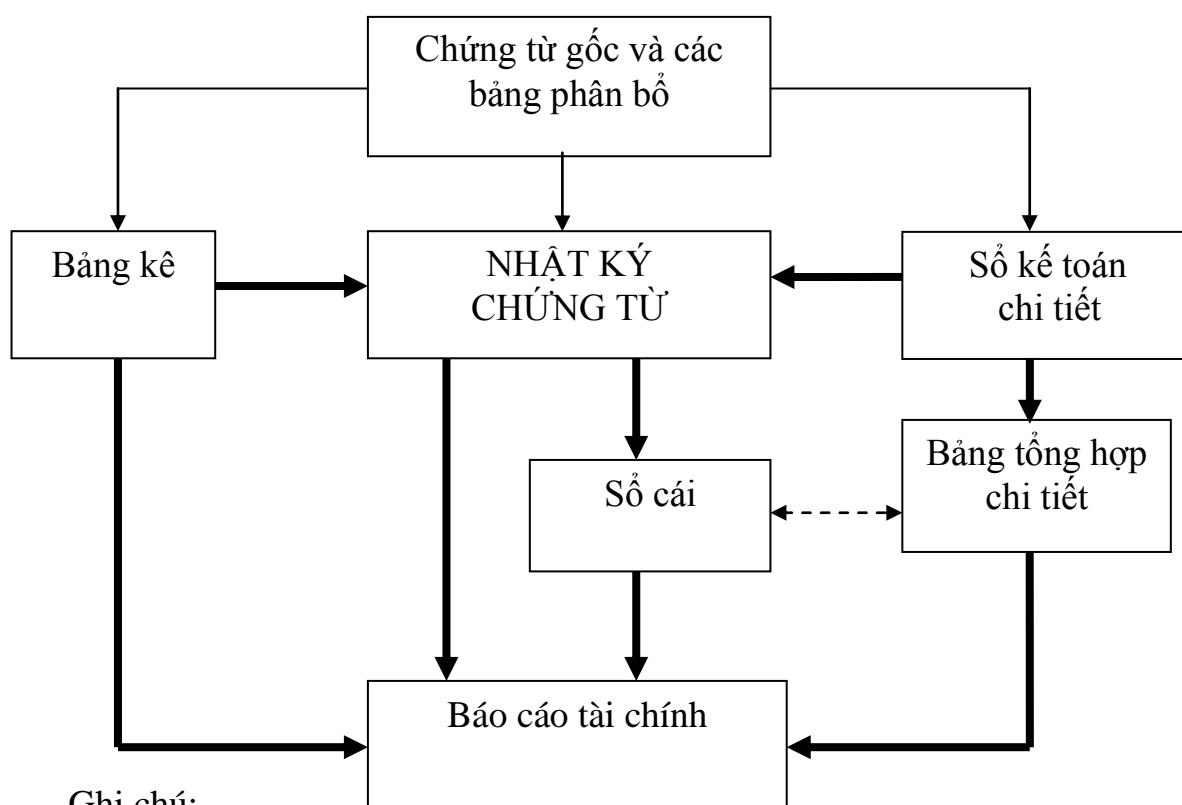 Chứng từ gốc và các
bảng phân bổ
Bảng kê
NHẬT KÝ
CHỨNG TỪ
Sổ kế toán
chi tiết
Bảng tổng hợp
chi tiết
Sổ cái
Báo cáo tài chính
Ghi chú: